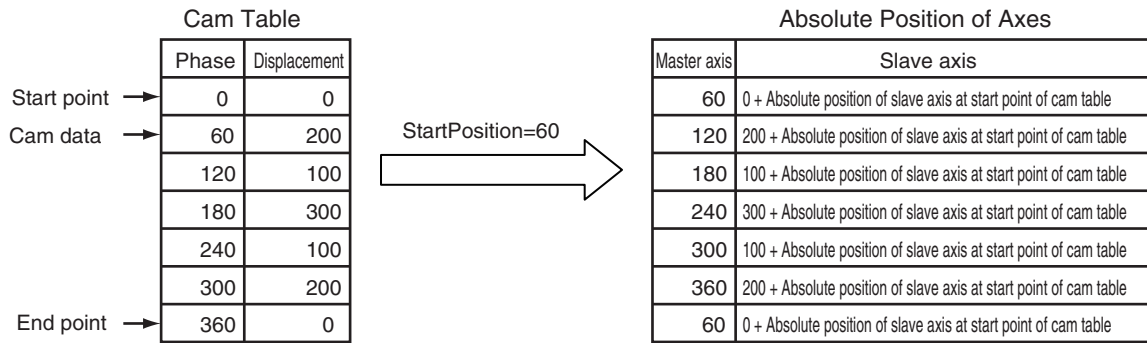 Cam Table
Phase Displacement
Start point 0 0
Cam data 60 200
120 100
180 300
240 100
300 200
End point 360 0
StartPosition=60
Absolute Position of Axes
Master axis Slave axis
60 0 + Absolute position of slave axis at start point of cam table
120 200 + Absolute position of slave axis at start point of cam table
180 100 + Absolute position of slave axis at start point of cam table
240 300 + Absolute position of slave axis at start point of cam table
300 100 + Absolute position of slave axis at start point of cam table
360 200 + Absolute position of slave axis at start point of cam table
60 0 + Absolute position of slave axis at start point of cam table